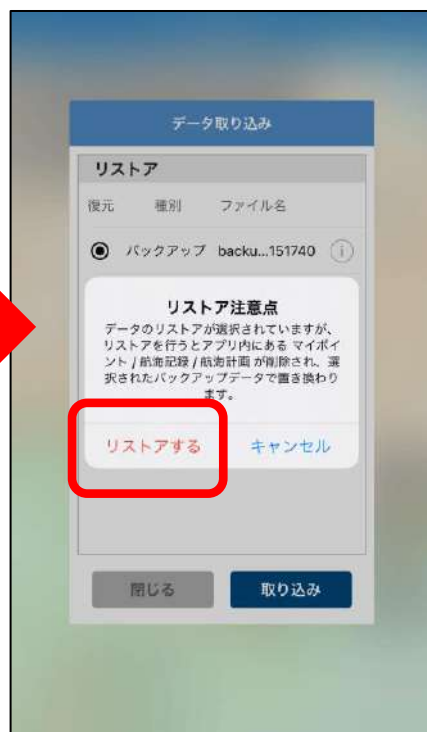 データ取り込み
リストア
復元 種別 ファイル名
バックアップ backu...151740 i
リストア注意点
データのリストアが選択されていますが、
リストアを行うとアプリ内にある マイポイ
ント / 航海記録 / 航海計画 が削除され、選
択されたバックアップデータで置き換わり
ます。
リストアする キャンセル
閉じる 取り込み